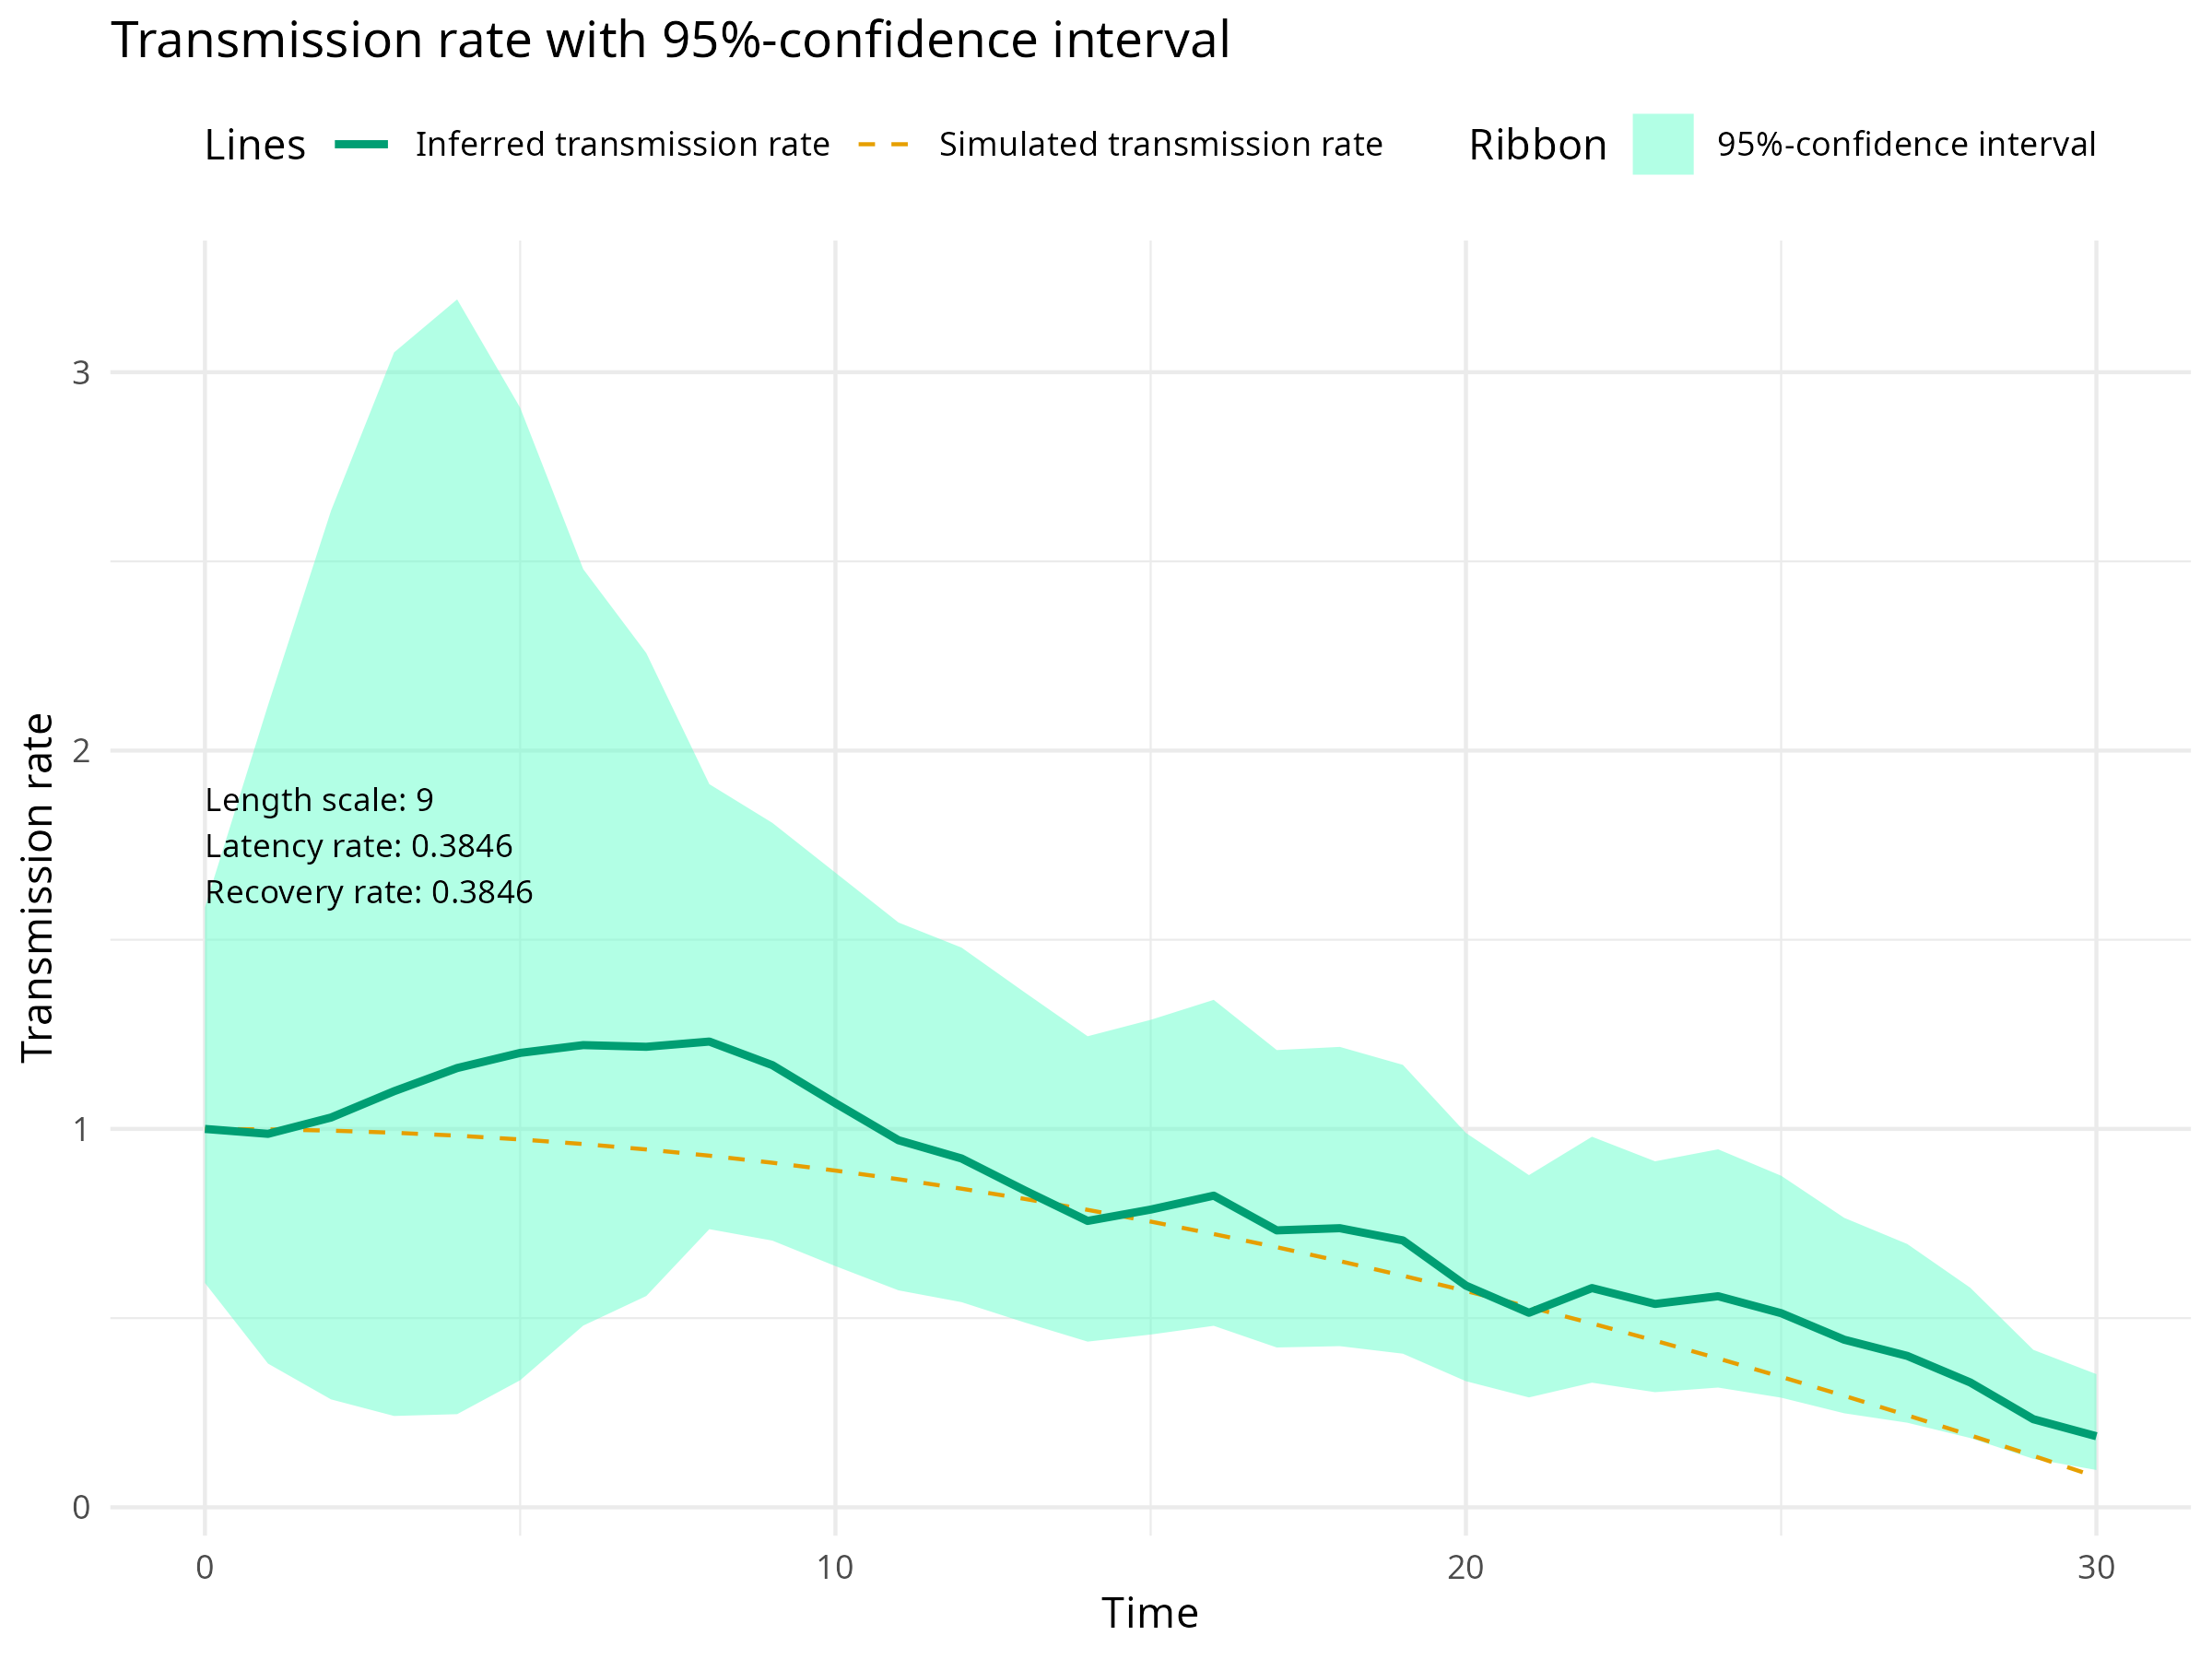 Transmission rate with 95%-confidence interval
Lines Inferred transmission rate Simulated transmission rate Ribbon 95%-confidence interval
3
2
1
0
Transmission rate
Length scale: 9
Latency rate: 0.3846
Recovery rate: 0.3846
0 10 20 30
Time